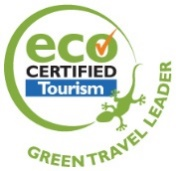 eco
CERTIFIED
Tourism
GREEN TRAVEL LEADER